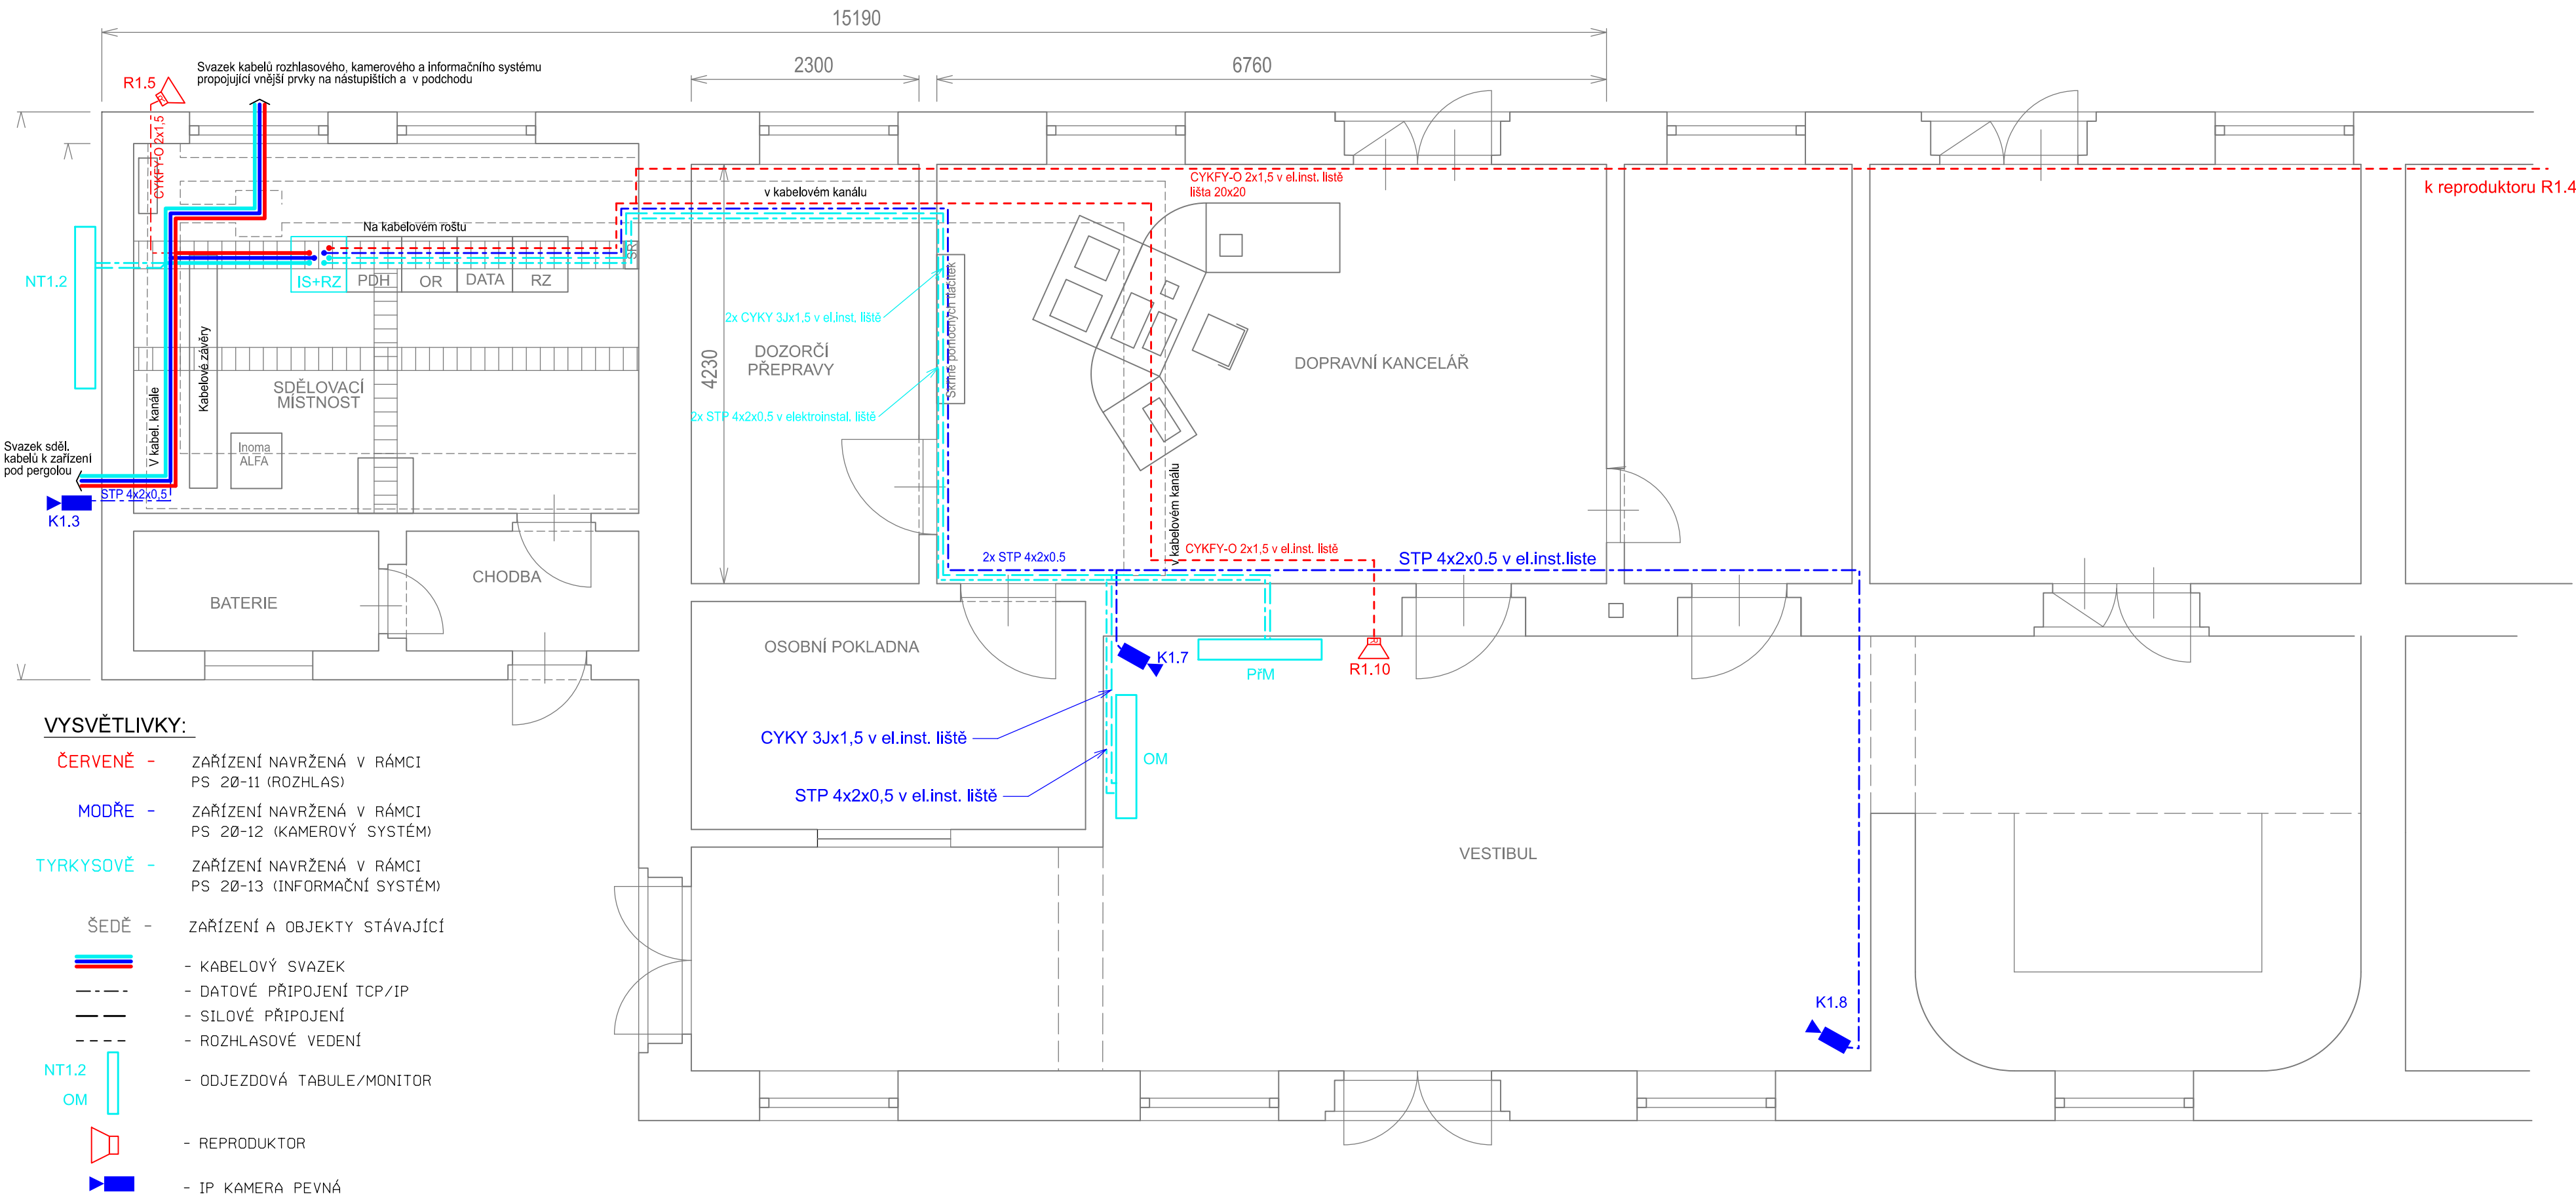 15190
2300
6760
Svazek kabelů rozhlasového, kamerového a informačního systému
propojující vnější prvky na nástupištích a v podchodu
R1.5
CYKFY-O 2x1,5
CYKFY-O 2x1,5 v el.inst. liště
lišta 20x20
v kabelovém kanálu
k reproduktoru R1.4
Na kabelovém roštu
SR
NT1.2
IS+RZ
PDH
OR
DATA
RZ
Skříně pomocných tlačítek
2x CYKY 3Jx1,5 v el.inst. liště
DOZORČÍ
PŘEPRAVY
4230
DOPRAVNÍ KANCELÁŘ
Kabelové závěry
V kabel. kanále
SDĚLOVACÍ
MÍSTNOST
2x STP 4x2x0.5 v elektroinstal. liště
Svazek sděl.
kabelů k zařízení
pod pergolou
Inoma
ALFA
STP 4x2x0,5
K1.3
v kabelovém kanálu
2x STP 4x2x0.5
CYKFY-O 2x1,5 v el.inst. liště
STP 4x2x0.5 v el.inst.liste
CHODBA
BATERIE
OSOBNÍ POKLADNA
K1.7
PřM
R1.10
CYKY 3Jx1,5 v el.inst. liště
OM
STP 4x2x0,5 v el.inst. liště
VESTIBUL
K1.8
VYSVĚTLIVKY:
ČERVENĚ - ZAŘÍZENÍ NAVRŽENÁ V RÁMCI
PS 20-11 (ROZHLAS)
MODŘE - ZAŘÍZENÍ NAVRŽENÁ V RÁMCI
PS 20-12 (KAMEROVÝ SYSTÉM)
TYRKYSOVĚ - ZAŘÍZENÍ NAVRŽENÁ V RÁMCI
PS 20-13 (INFORMAČNÍ SYSTÉM)
ŠEDĚ - ZAŘÍZENÍ A OBJEKTY STÁVAJÍCÍ
- KABELOVÝ SVAZEK
- DATOVÉ PŘIPOJENÍ TCP/IP
- SILOVÉ PŘIPOJENÍ
- ROZHLASOVÉ VEDENÍ
NT1.2
OM
- ODJEZDOVÁ TABULE/MONITOR
- REPRODUKTOR
- IP KAMERA PEVNÁ